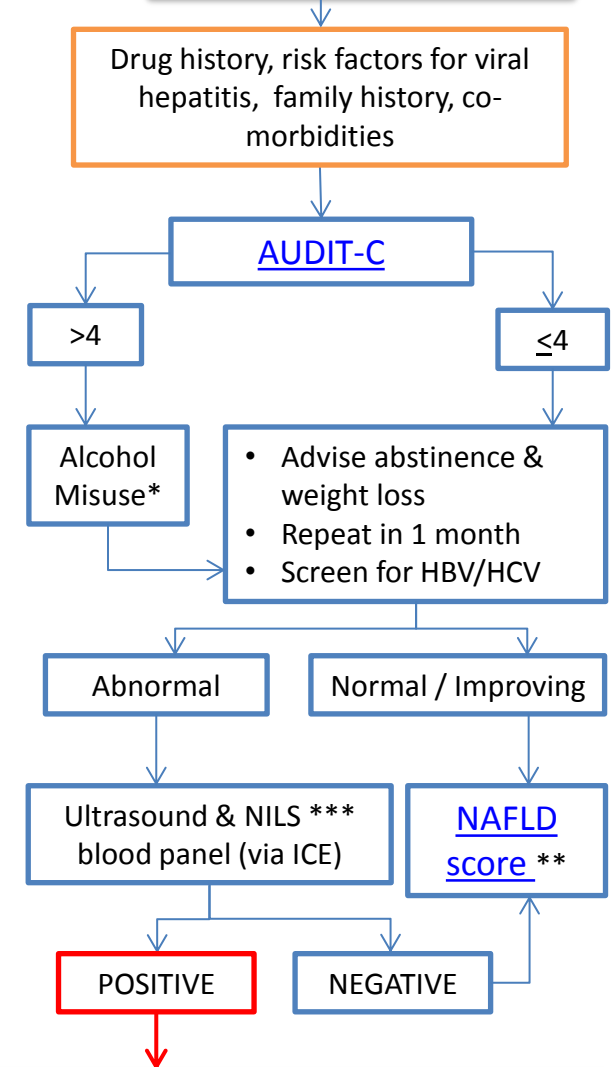 Drug history, risk factors for viral
hepatitis,  family history, co-
morbidities
AUDIT-C
>4
≤4
Alcohol
Misuse*
• Advise abstinence &
weight loss
• Repeat in 1 month
• Screen for HBV/HCV
Abnormal
Normal / Improving
Ultrasound & NILS ***
blood panel (via ICE)
NAFLD
score **
POSITIVE
NEGATIVE